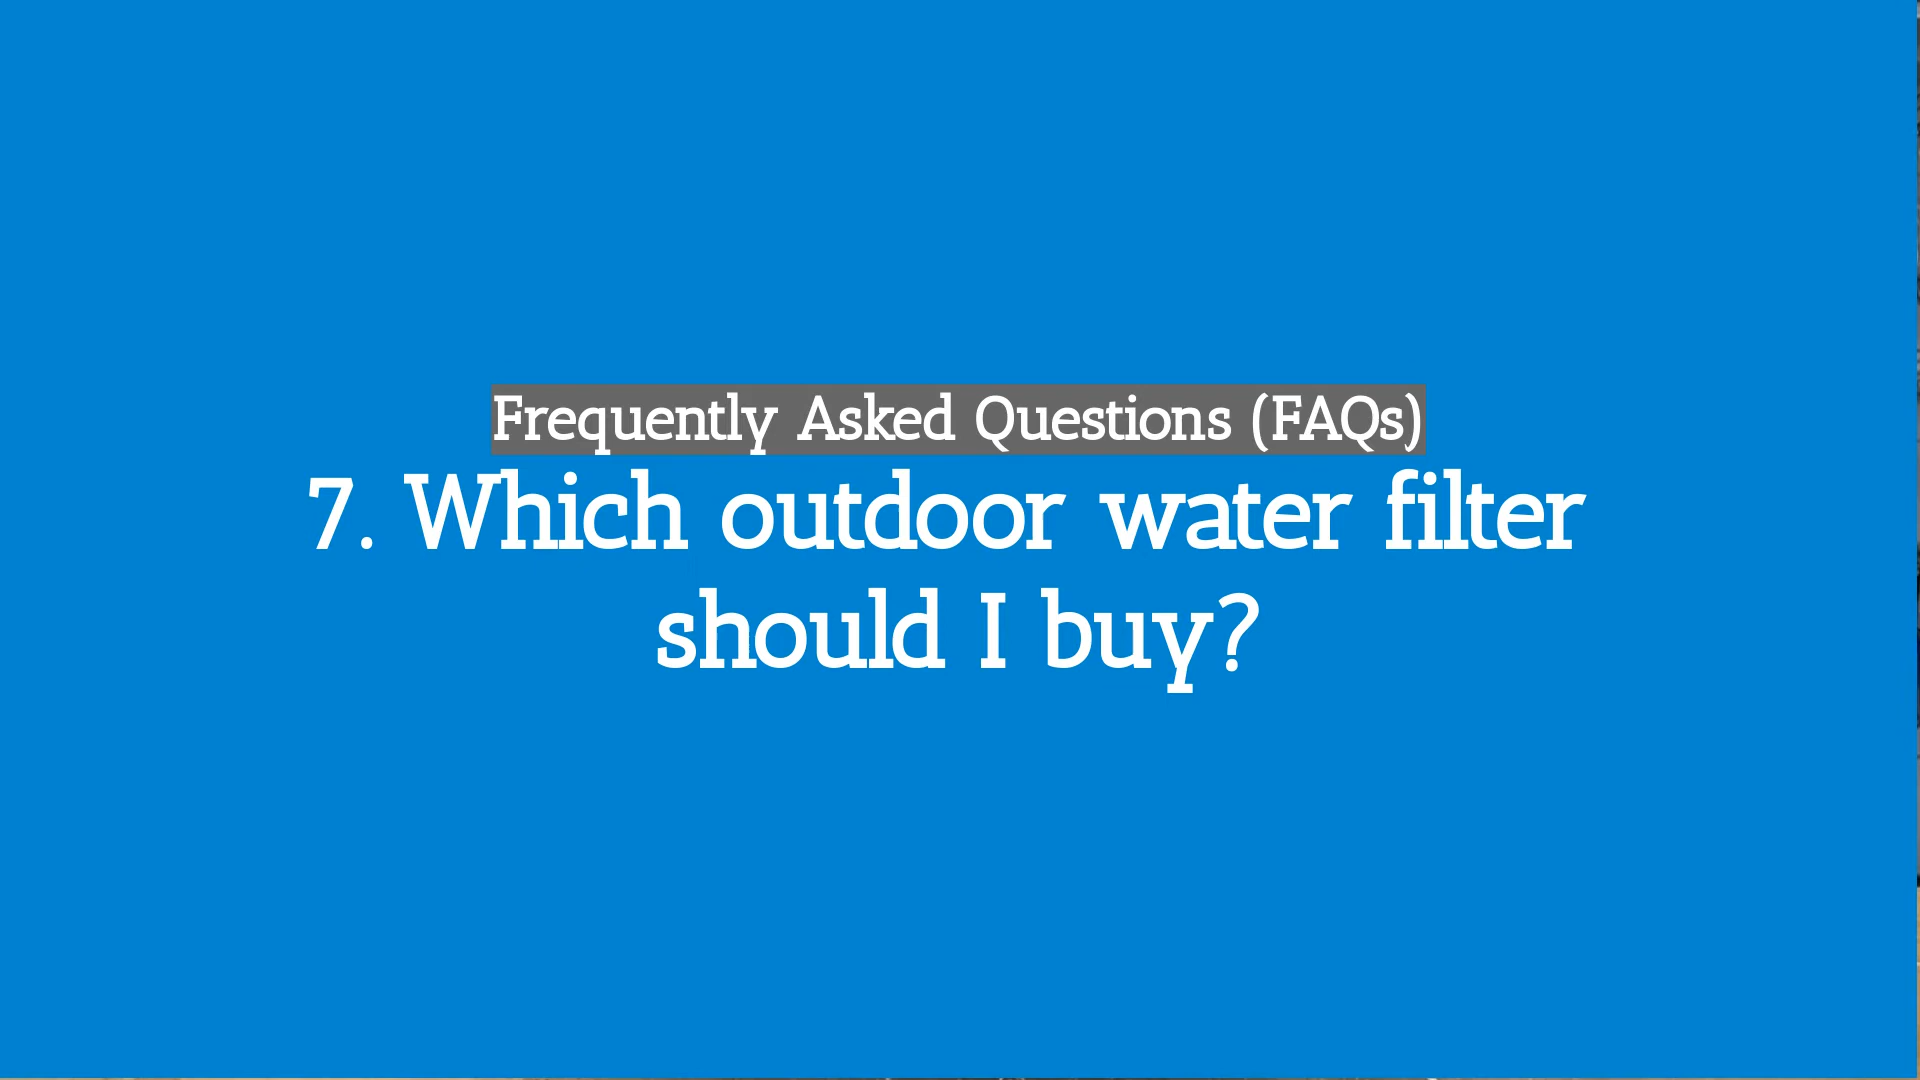 Frequently Asked Questions (FAQs)
7. Which outdoor water filter
should I buy?